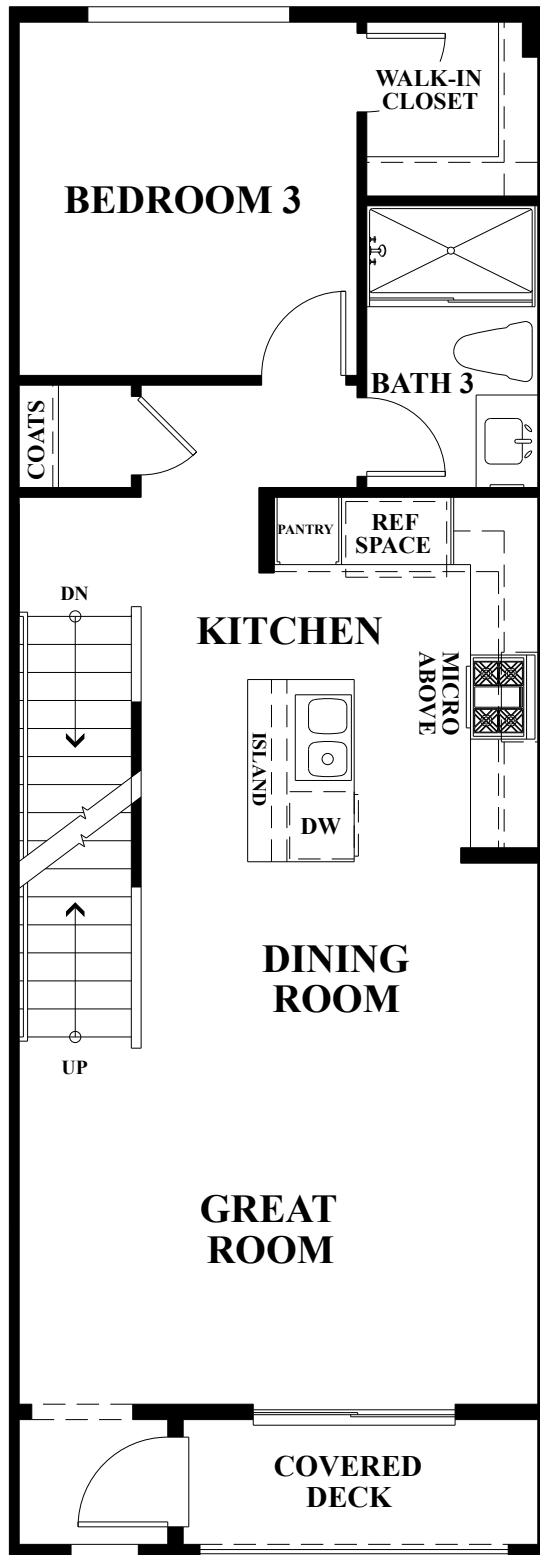 WALK-IN
CLOSET
BEDROOM 3
BATH 3
COATS
PANTRY
REF
SPACE
DN
KITCHEN
MICRO
ABOVE
ISLAND
DW
DINING
ROOM
UP
GREAT
ROOM
COVERED
DECK